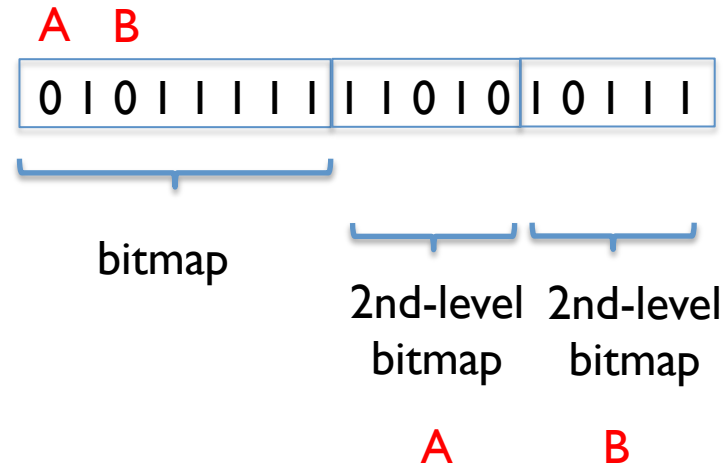 A B
0 1 0 1 1 1 1 1 1 1 0 1 0 1 0 1 1 1
bitmap
2nd-level 2nd-level
bitmap bitmap
A B